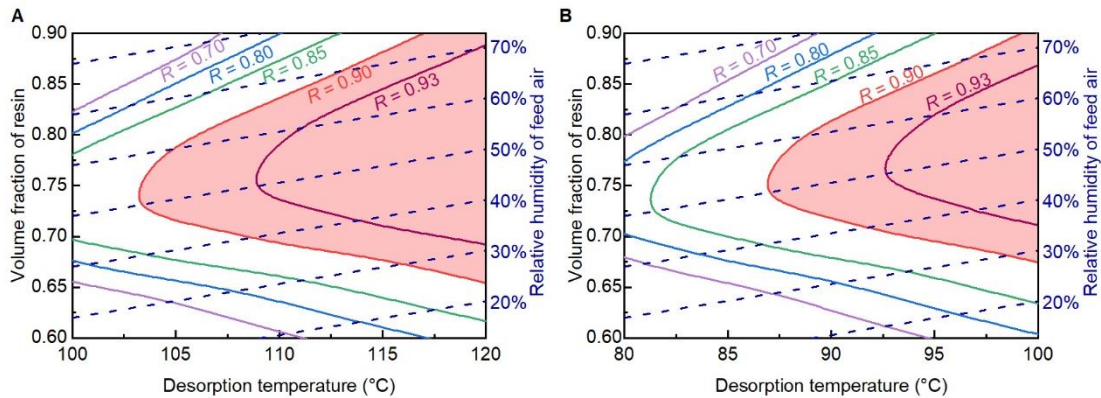 A
0.90
0.85
0.80
0.75
0.70
0.65
0.60
Volume fraction of resin
100
105
110
115
120
Desorption temperature (°C)
R = 0.70
R = 0.80
R = 0.85
R = 0.90
R = 0.93
70%
60%
50%
40%
30%
20%
Relative humidity of feed air
B
0.90
0.85
0.80
0.75
0.70
0.65
0.60
Volume fraction of resin
80
85
90
95
100
Desorption temperature (°C)
R = 0.70
R = 0.80
R = 0.85
R = 0.90
R = 0.93
70%
60%
50%
40%
30%
20%
Relative humidity of feed air